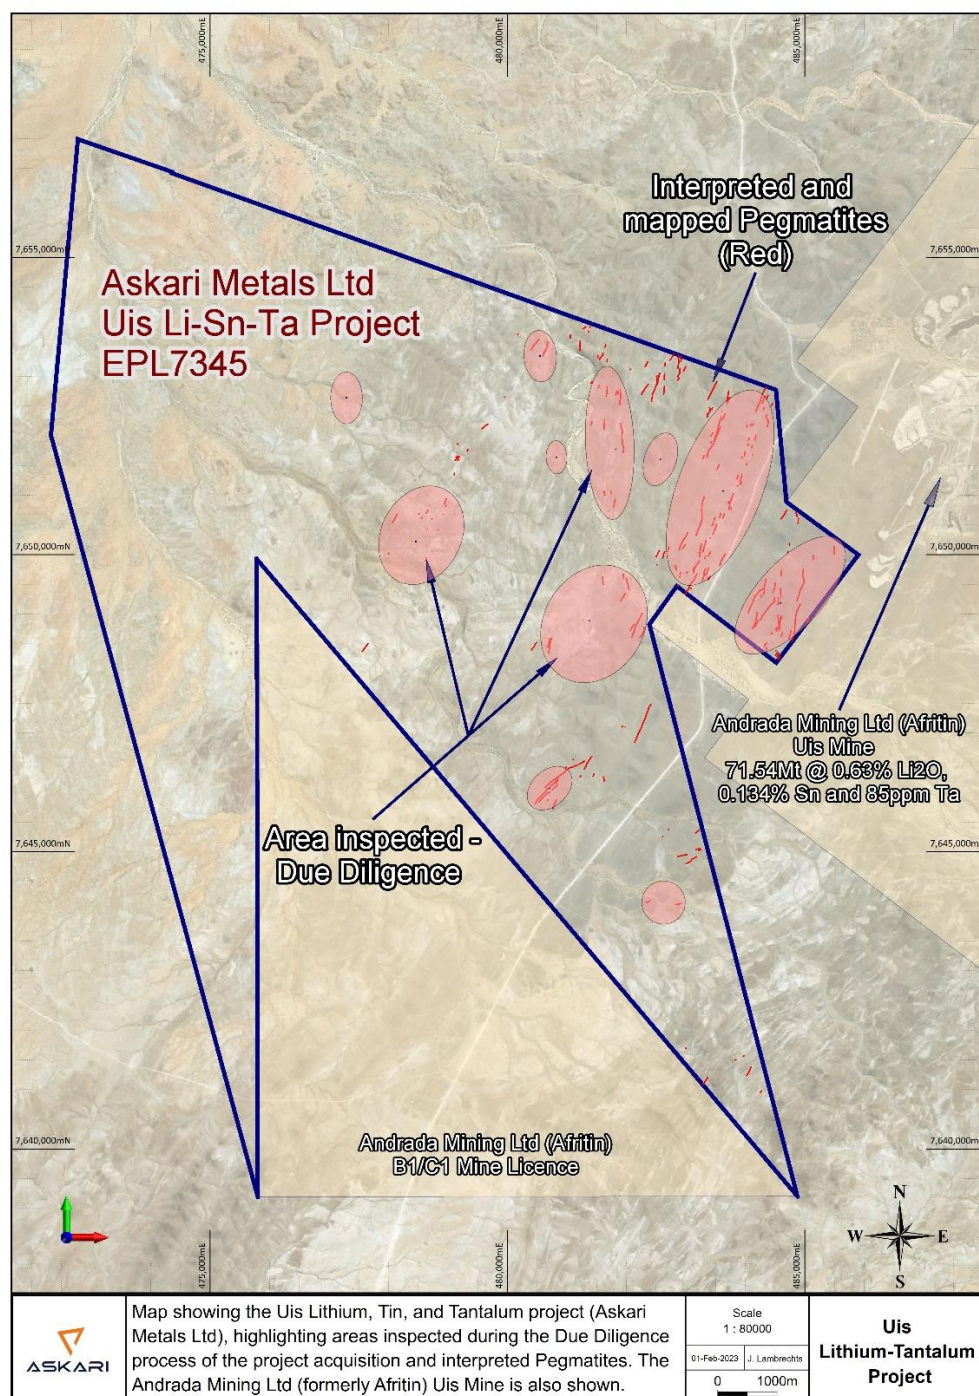 475,000mE
480,000mE
485,000mE
Interpreted and
mapped Pegmatites
(Red)
7,655,000mN
7,655,000mN
Askari Metals Ltd
Uis Li-Sn-Ta Project
EPL7345
7,650,000mN
7,650,000mN
Andrada Mining Ltd (Afritin)
Uis Mine
71.54Mt @ 0.63% Li2O,
0.134% Sn and 85ppm Ta
Area inspected -
Due Diligence
7,645,000mN
7,645,000mN
Andrada Mining Ltd (Afritin)
B1/C1 Mine Licence
7,640,000mN
7,640,000mN
N
W
E
S
475,000mE
480,000mE
485,000mE
ASKARI
Map showing the Uis Lithium, Tin, and Tantalum project (Askari
Metals Ltd), highlighting areas inspected during the Due Diligence
process of the project acquisition and interpreted Pegmatites. The
Andrada Mining Ltd (formerly Afritin) Uis Mine is also shown.
Scale
1 : 80000
01-Feb-2023
J. Lambrechts
0 1000m
Uis
Lithium-Tantalum
Project